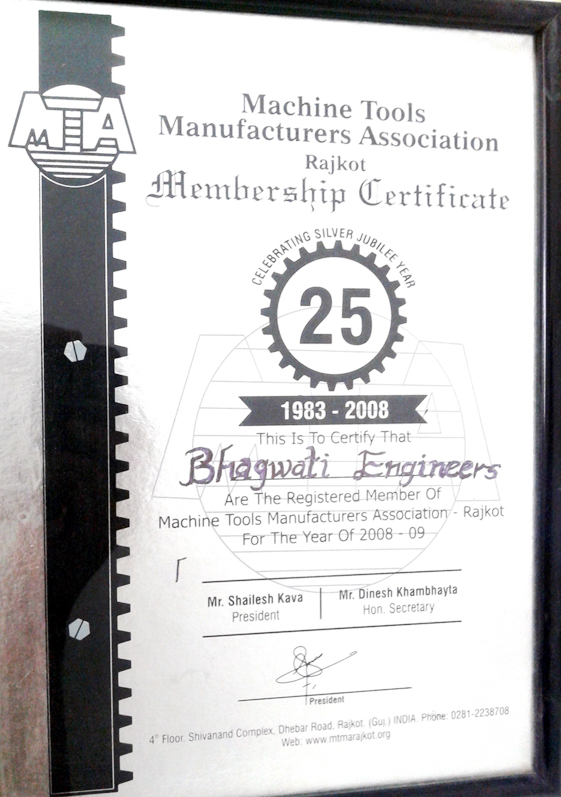 MTA
Machine Tools
Manufacturers Association
Rajkot
Membership Certificate
CELEBRATING SILVER JUBILEE YEAR
25
1983 - 2008
This Is To Certify That
Bhagwati Engineers
Are The Registered Member Of
Machine Tools Manufacturers Association - Rajkot
For The Year Of 2008 - 09
Mr. Shailesh Kava
President
Mr. Dinesh Khambhayta
Hon. Secretary
President
4th Floor, Shivanand Complex, Dhebar Road, Rajkot. (Guj.) INDIA. Phone: 0281-2238708
Web: www.mtmarajkot.org